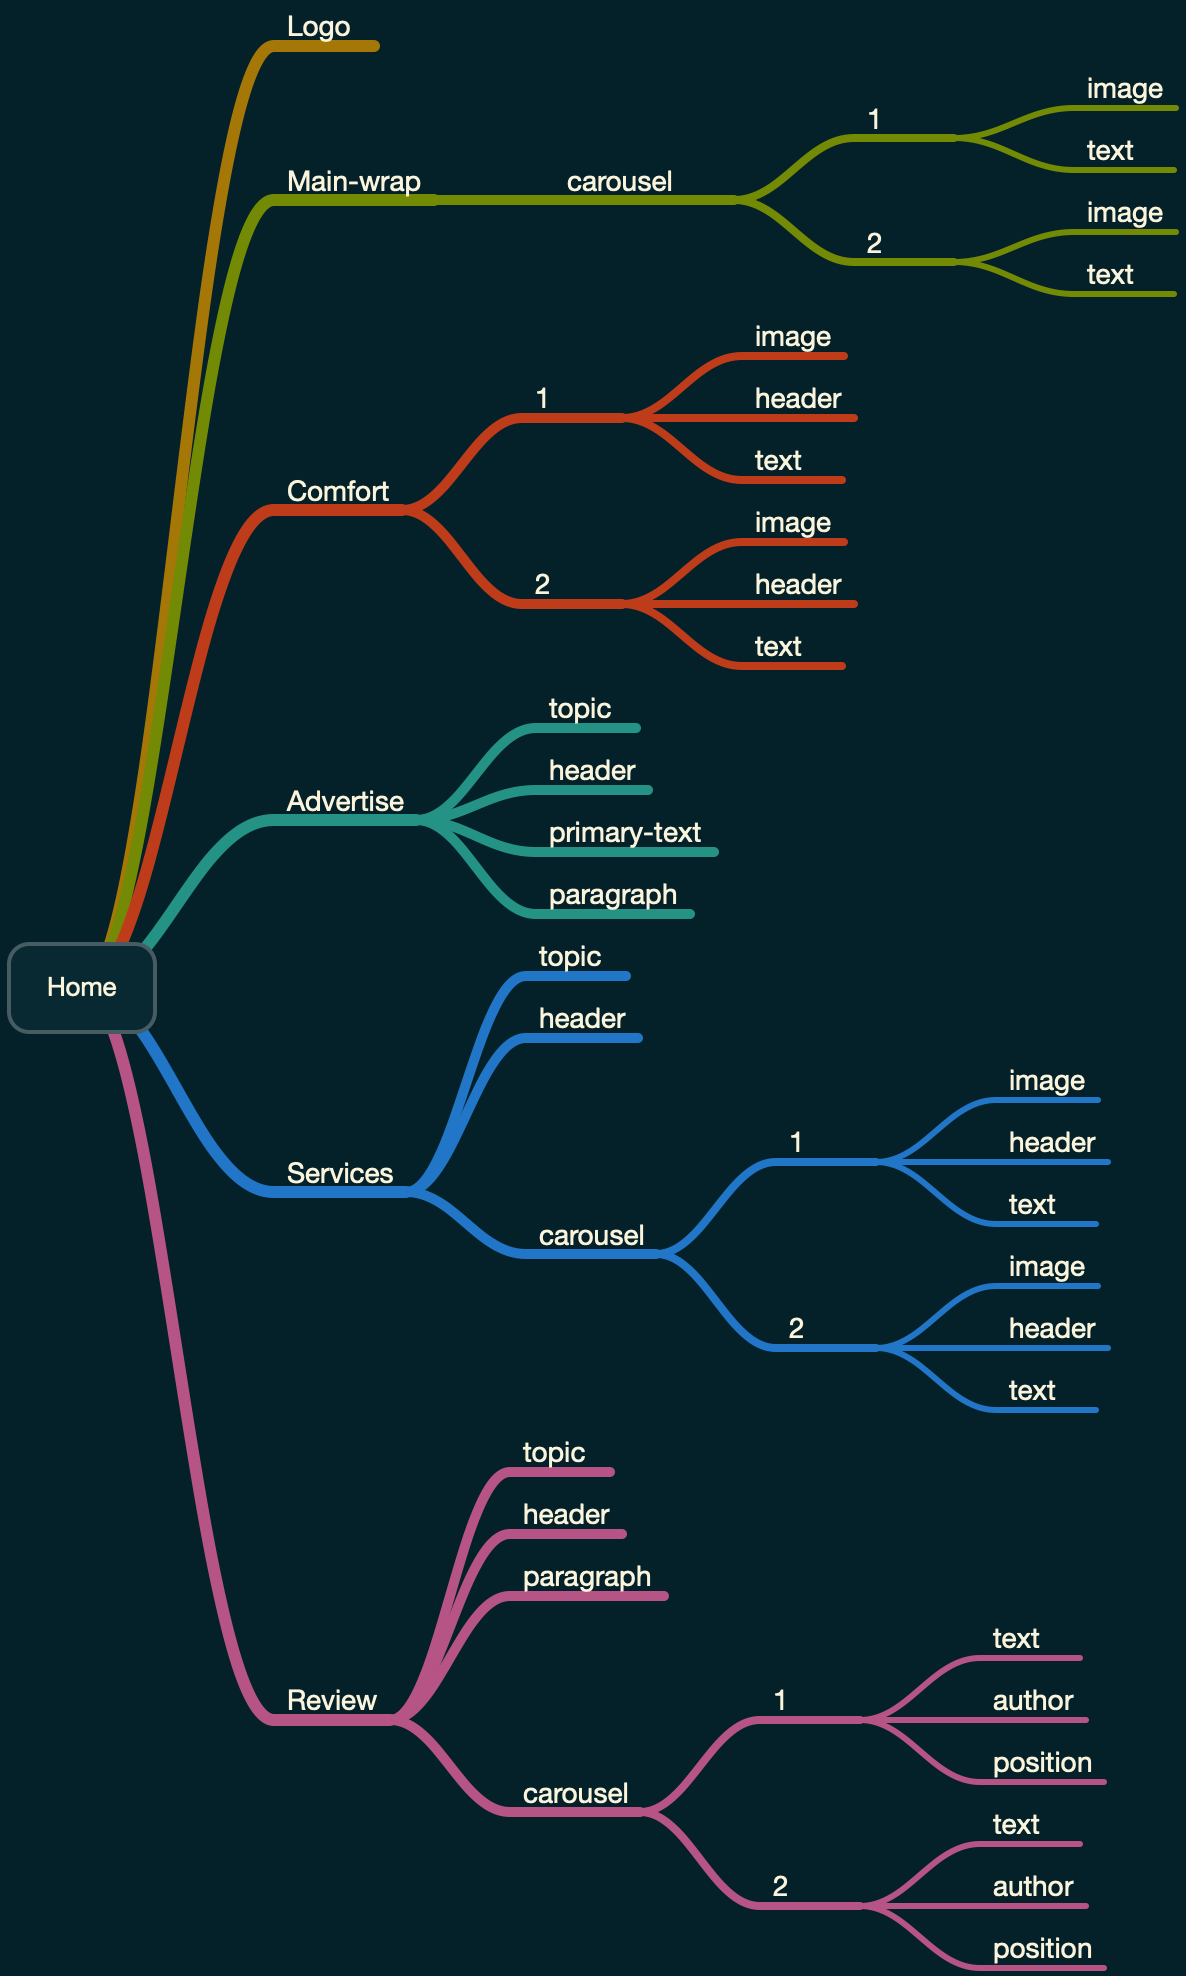 Logo
Main-wrap
carousel
1
image
text
2
image
text
Comfort
1
image
header
text
2
image
header
text
Advertise
topic
header
primary-text
paragraph
Home
Services
topic
header
carousel
1
image
header
text
2
image
header
text
Review
topic
header
paragraph
carousel
1
text
author
position
2
text
author
position